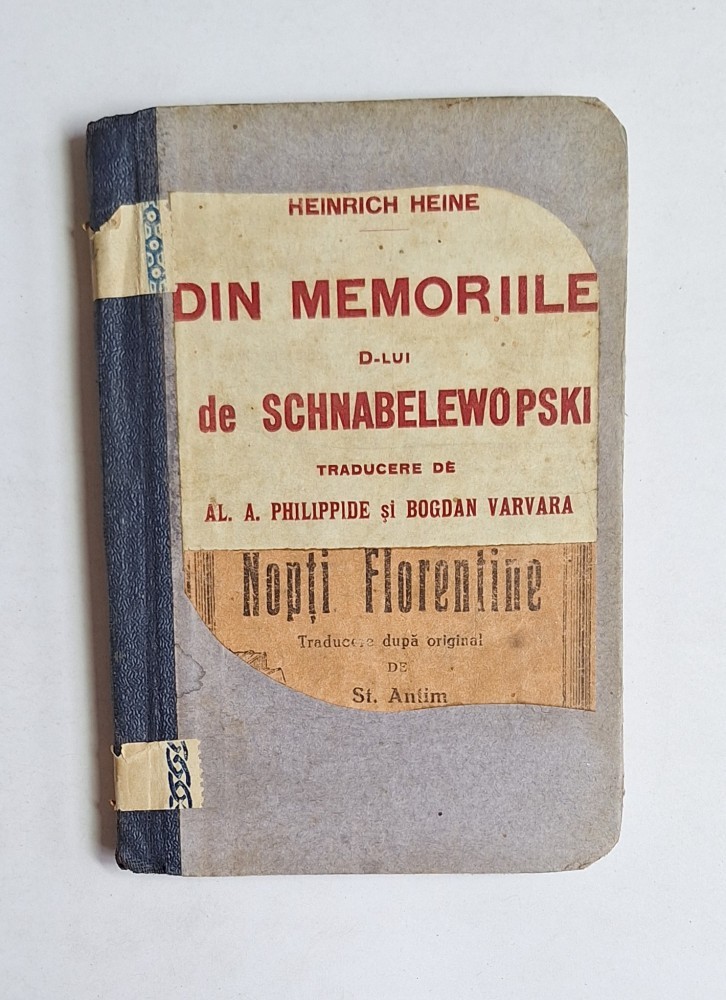 HEINRICH HEINE
DIN MEMORIILE
D-LUI
de SCHNABELEWOPSKI
TRADUCERE DE
AL. A. PHILIPPIDE și BOGDAN VARVARA
Nopți Florentine
Traducere după original
DE
St. Antim